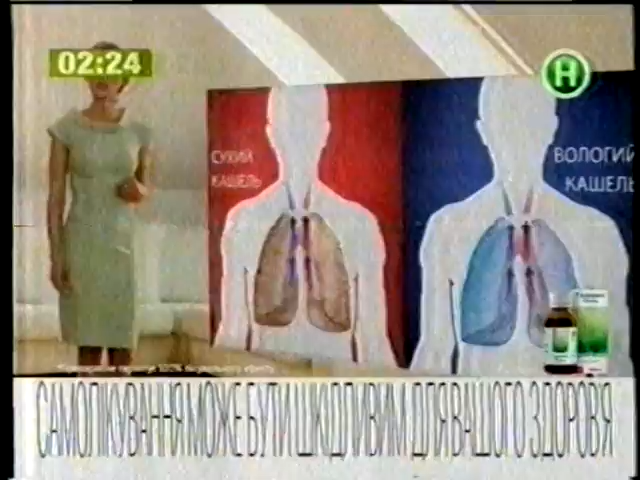 02:24
Н
СУХИЙ
КАШЕЛЬ
ВОЛОГИЙ
КАШЕЛЬ
САМОЛІКУВАННЯ МОЖЕ БУТИ ШКІДЛИВИМ ДЛЯ ВАШОГО ЗДОРОВ'Я